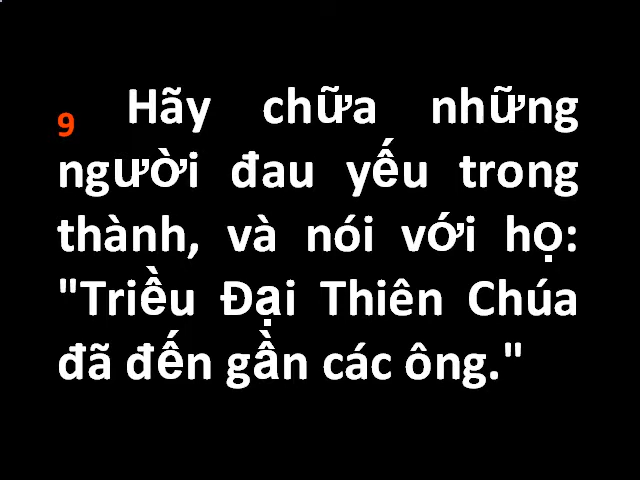 9 Hãy chữa những
người đau yếu trong
thành, và nói với họ:
"Triều Đại Thiên Chúa
đã đến gần các ông."